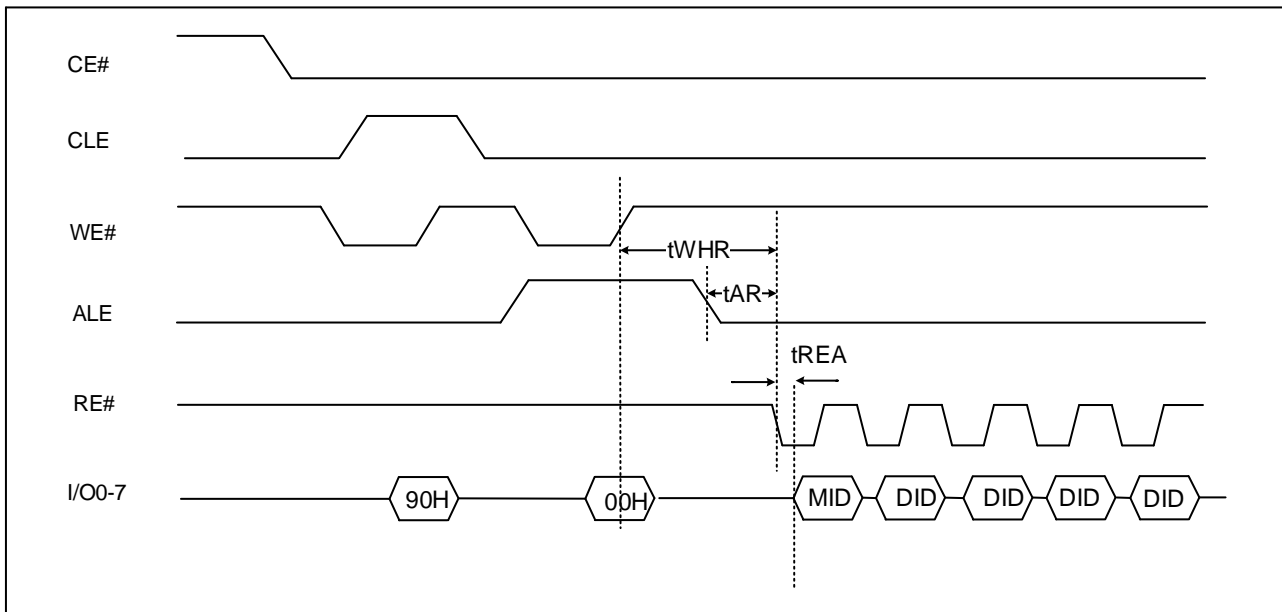 CE#
CLE
WE#
tWHR
ALE
tAR
tREA
RE#
I/O0-7
90H
00H
MID
DID
DID
DID
DID